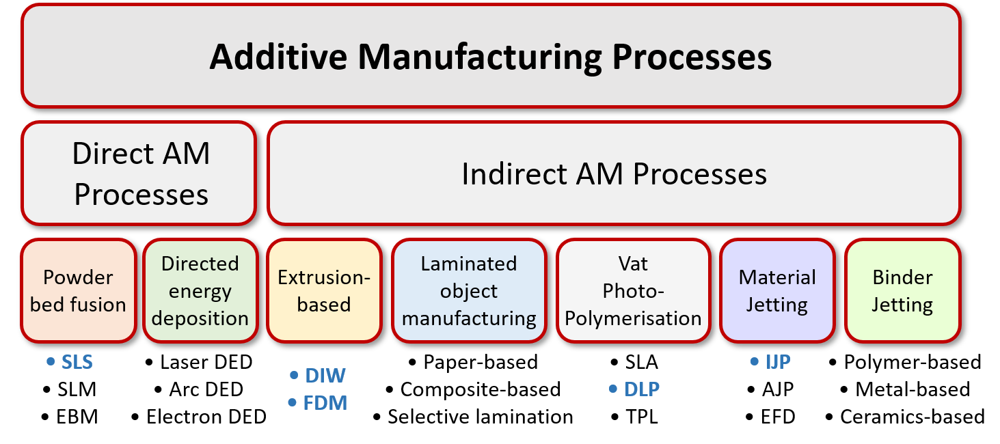 Additive Manufacturing Processes
Direct AM
Processes
Indirect AM Processes
Powder
bed fusion
Directed
energy
deposition
Extrusion-
based
Laminated
object
manufacturing
Vat
Photo-
Polymerisation
Material
Jetting
Binder
Jetting
• SLS
• SLM
• EBM
• Laser DED
• Arc DED
• Electron DED
• DIW
• FDM
• Paper-based
• Composite-based
• Selective lamination
• SLA
• DLP
• TPL
• IJP
• AJP
• EFD
• Polymer-based
• Metal-based
• Ceramics-based